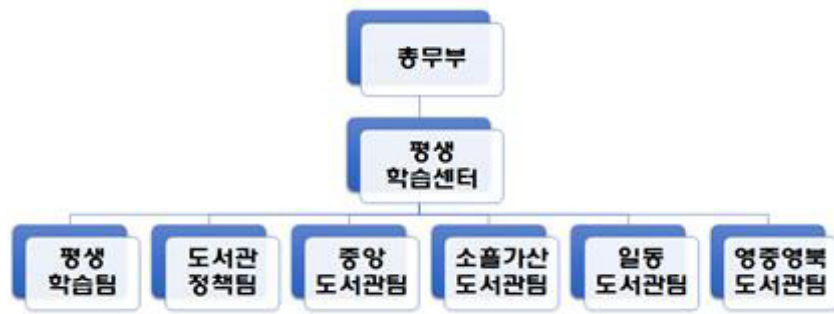 총무부
평생
학습센터
평생
학습팀
도서관
정책팀
중앙
도서관팀
소흘가산
도서관팀
일동
도서관팀
영중영북
도서관팀